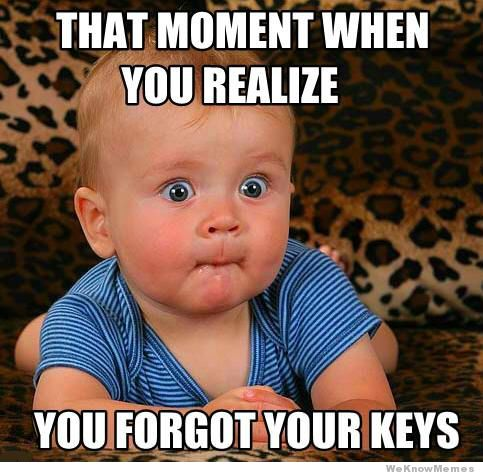 THAT MOMENT WHEN
YOU REALIZE
YOU FORGOT YOUR KEYS
WeKnowMemes